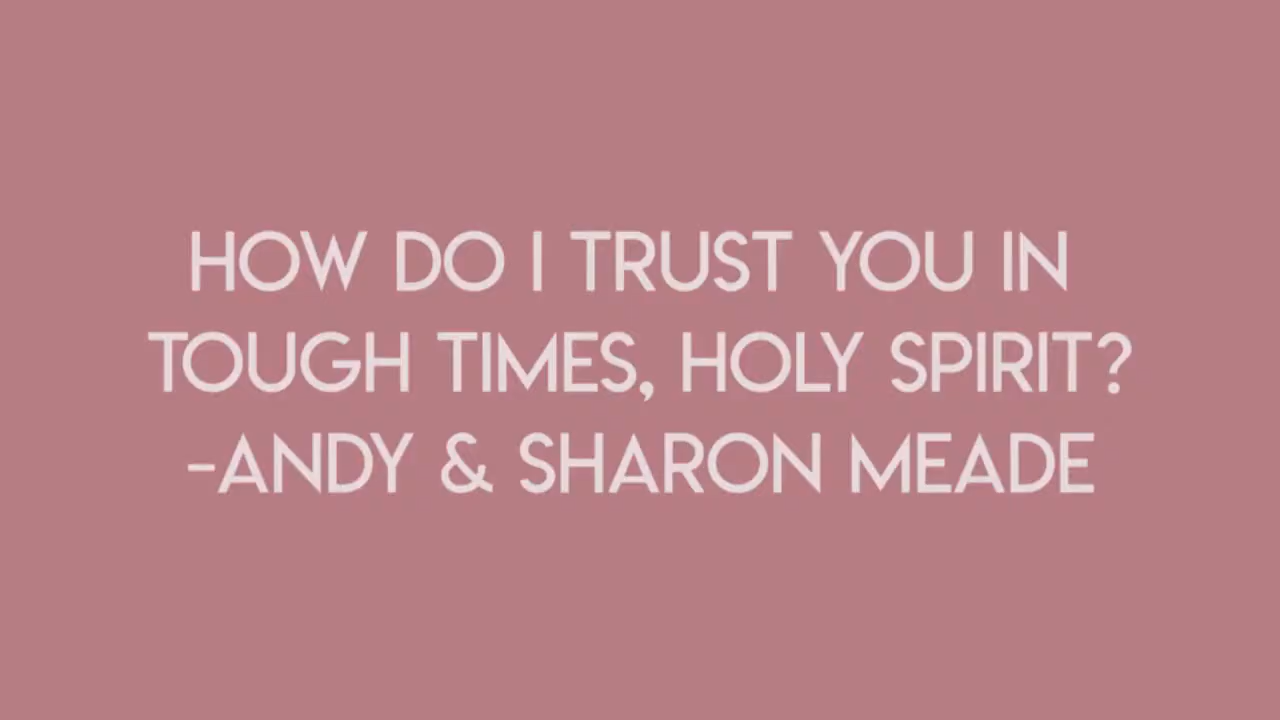 HOW DO I TRUST YOU IN
TOUGH TIMES, HOLY SPIRIT?
-ANDY & SHARON MEADE